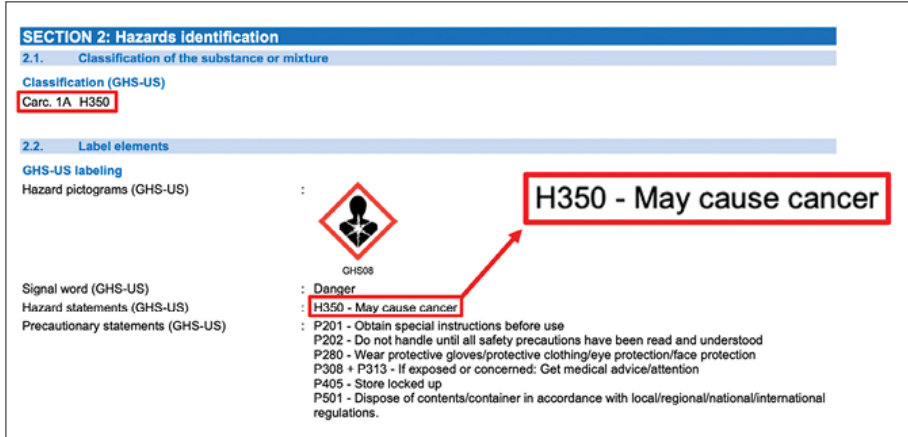 SECTION 2: Hazards identification
2.1. Classification of the substance or mixture
Classification (GHS-US)
Carc. 1A H350
2.2. Label elements
GHS-US labeling
Hazard pictograms (GHS-US) :
GHS08
H350 - May cause cancer
Signal word (GHS-US) : Danger
Hazard statements (GHS-US) : H350 - May cause cancer
Precautionary statements (GHS-US) : P201 - Obtain special instructions before use
P202 - Do not handle until all safety precautions have been read and understood
P280 - Wear protective gloves/protective clothing/eye protection/face protection
P308 + P313 - If exposed or concerned: Get medical advice/attention
P405 - Store locked up
P501 - Dispose of contents/container in accordance with local/regional/national/international
regulations.